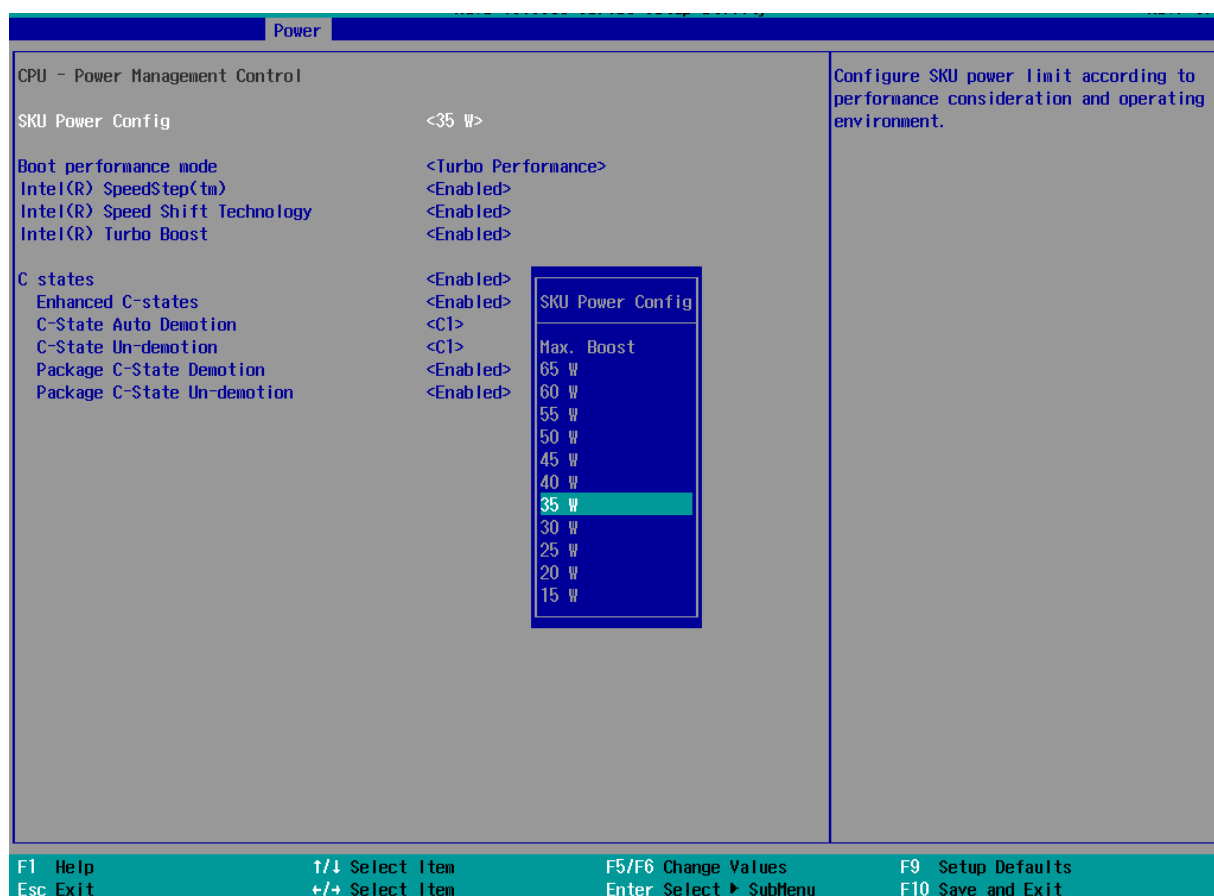 Power
CPU - Power Management Control
SKU Power Config <35 W>
Boot performance mode <Turbo Performance>
Intel(R) SpeedStep(tm) <Enabled>
Intel(R) Speed Shift Technology <Enabled>
Intel(R) Turbo Boost <Enabled>
C states <Enabled>
Enhanced C-states <Enabled>
C-State Auto Demotion <C1>
C-State Un-demotion <C1>
Package C-State Demotion <Enabled>
Package C-State Un-demotion <Enabled>
SKU Power Config
Max. Boost
65 W
60 W
55 W
50 W
45 W
40 W
35 W
30 W
25 W
20 W
15 W
Configure SKU power limit according to
performance consideration and operating
environment.
F1 Help ↑/↓ Select Item F5/F6 Change Values F9 Setup Defaults
Esc Exit ←/→ Select Item Enter Select ▶ SubMenu F10 Save and Exit